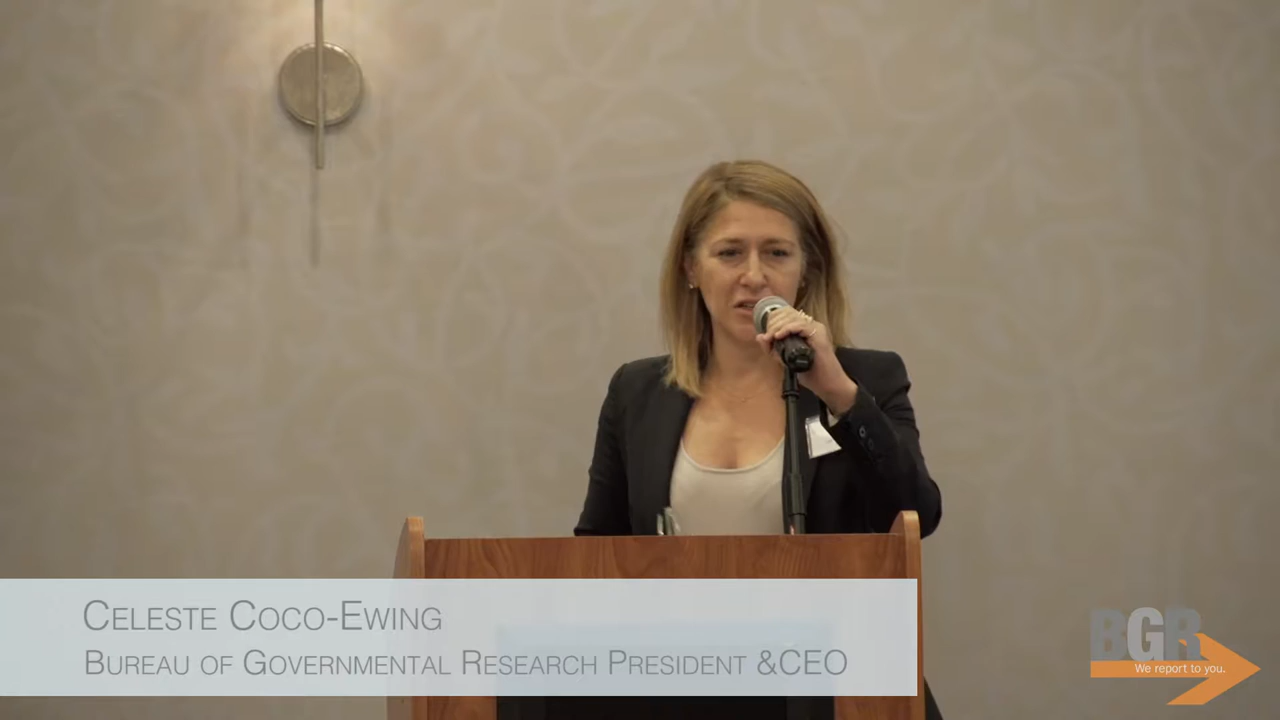 Celeste Coco-Ewing
Bureau of Governmental Research President &CEO
BGR
We report to you.